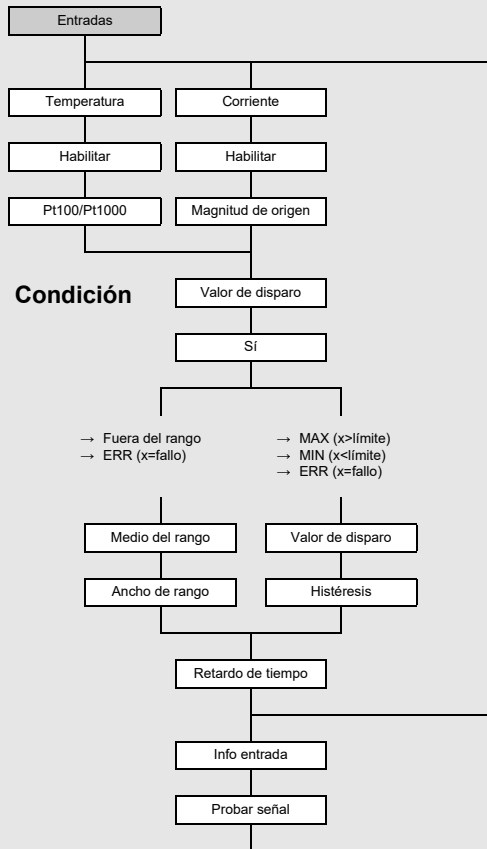 Entradas
Temperatura
Corriente
Habilitar
Habilitar
Pt100/Pt1000
Magnitud de origen
Condición
Valor de disparo
Sí
→ Fuera del rango
→ ERR (x=fallo)
→ MAX (x>límite)
→ MIN (x<límite)
→ ERR (x=fallo)
Medio del rango
Valor de disparo
Ancho de rango
Histéresis
Retardo de tiempo
Info entrada
Probar señal